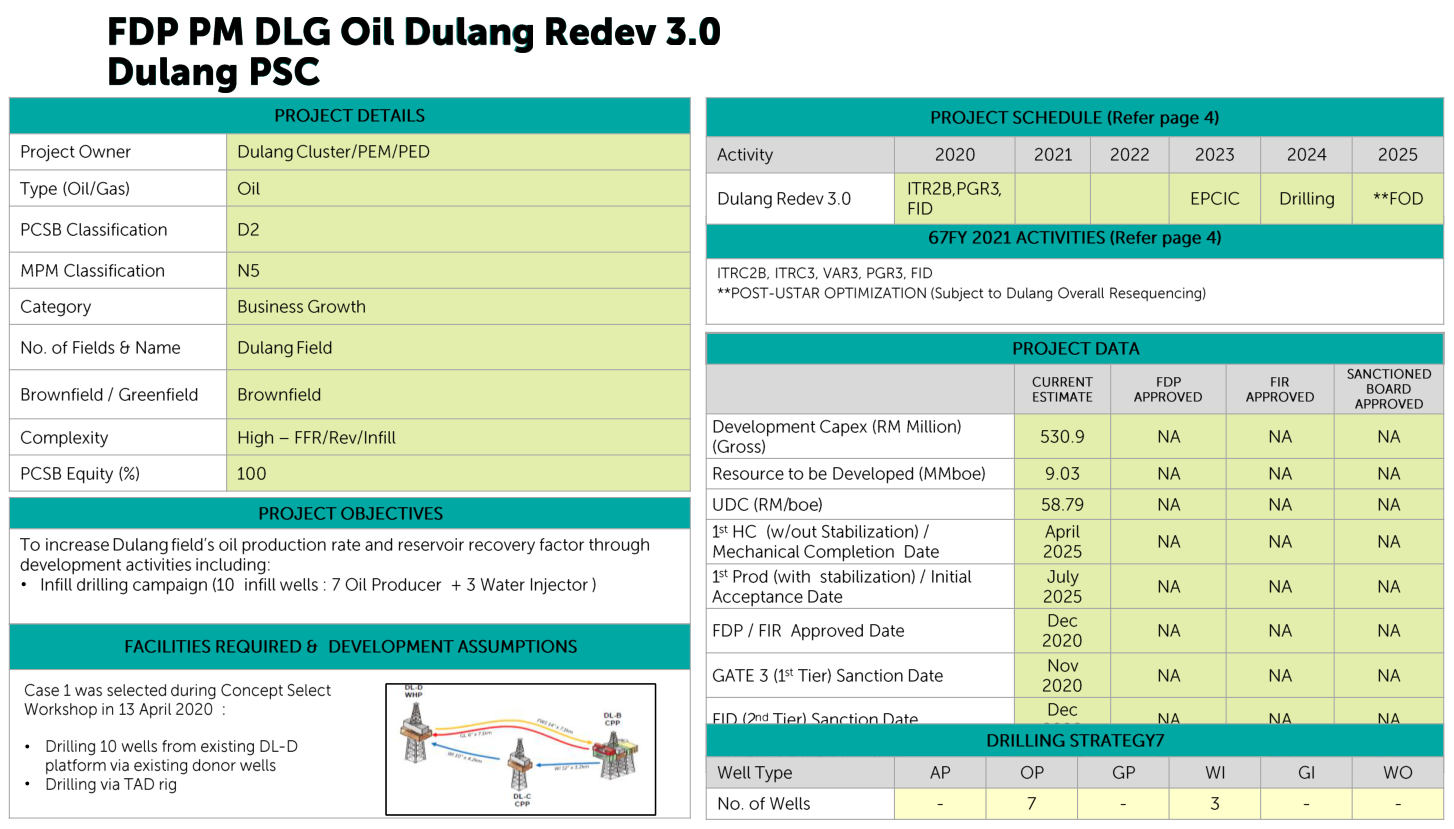 FDP PM DLG Oil Dulang Redev 3.0
Dulang PSC
PROJECT DETAILS
Project Owner Dulang Cluster/PEM/PED
Type (Oil/Gas) Oil
PCSB Classification D2
MPM Classification N5
Category Business Growth
No. of Fields & Name Dulang Field
Brownfield / Greenfield Brownfield
Complexity High – FFR/Rev/Infill
PCSB Equity (%) 100
PROJECT OBJECTIVES
To increase Dulang field's oil production rate and reservoir recovery factor through
development activities including:
• Infill drilling campaign (10 infill wells : 7 Oil Producer + 3 Water Injector )
FACILITIES REQUIRED & DEVELOPMENT ASSUMPTIONS
Case 1 was selected during Concept Select
Workshop in 13 April 2020 :
• Drilling 10 wells from existing DL-D
platform via existing donor wells
• Drilling via TAD rig
DL-D
WHP
DL-B
CPP
DL-C
CPP
PROJECT SCHEDULE (Refer page 4)
Activity 2020 2021 2022 2023 2024 2025
Dulang Redev 3.0 ITR2B,PGR3, EPCIC Drilling **FOD
FID
67FY 2021 ACTIVITIES (Refer page 4)
ITRC2B, ITRC3, VAR3, PGR3, FID
**POST-USTAR OPTIMIZATION (Subject to Dulang Overall Resequencing)
PROJECT DATA
CURRENT
ESTIMATE
FDP
APPROVED
FIR
APPROVED
SANCTIONED
BOARD
APPROVED
Development Capex (RM Million)
(Gross) 530.9 NA NA NA
Resource to be Developed (MMboe) 9.03 NA NA NA
UDC (RM/boe) 58.79 NA NA NA
1st HC (w/out Stabilization) /
Mechanical Completion Date April
2025 NA NA NA
1st Prod (with stabilization) / Initial
Acceptance Date July
2025 NA NA NA
FDP / FIR Approved Date Dec
2020 NA NA NA
GATE 3 (1st Tier) Sanction Date Nov
2020 NA NA NA
FID (2nd Tier) Sanction Date Dec NA NA NA
DRILLING STRATEGY7
Well Type AP OP GP WI GI WO
No. of Wells - 7 - 3 - -